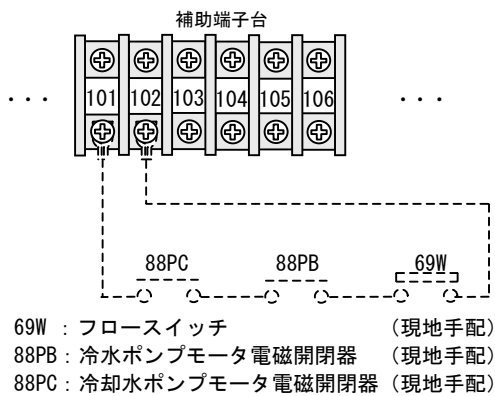 補助端子台
··· 101 102 103 104 105 106 ···
88PC 88PB 69W
69W : フロースイッチ (現地手配)
88PB : 冷水ポンプモータ電磁開閉器 (現地手配)
88PC : 冷却水ポンプモータ電磁開閉器 (現地手配)